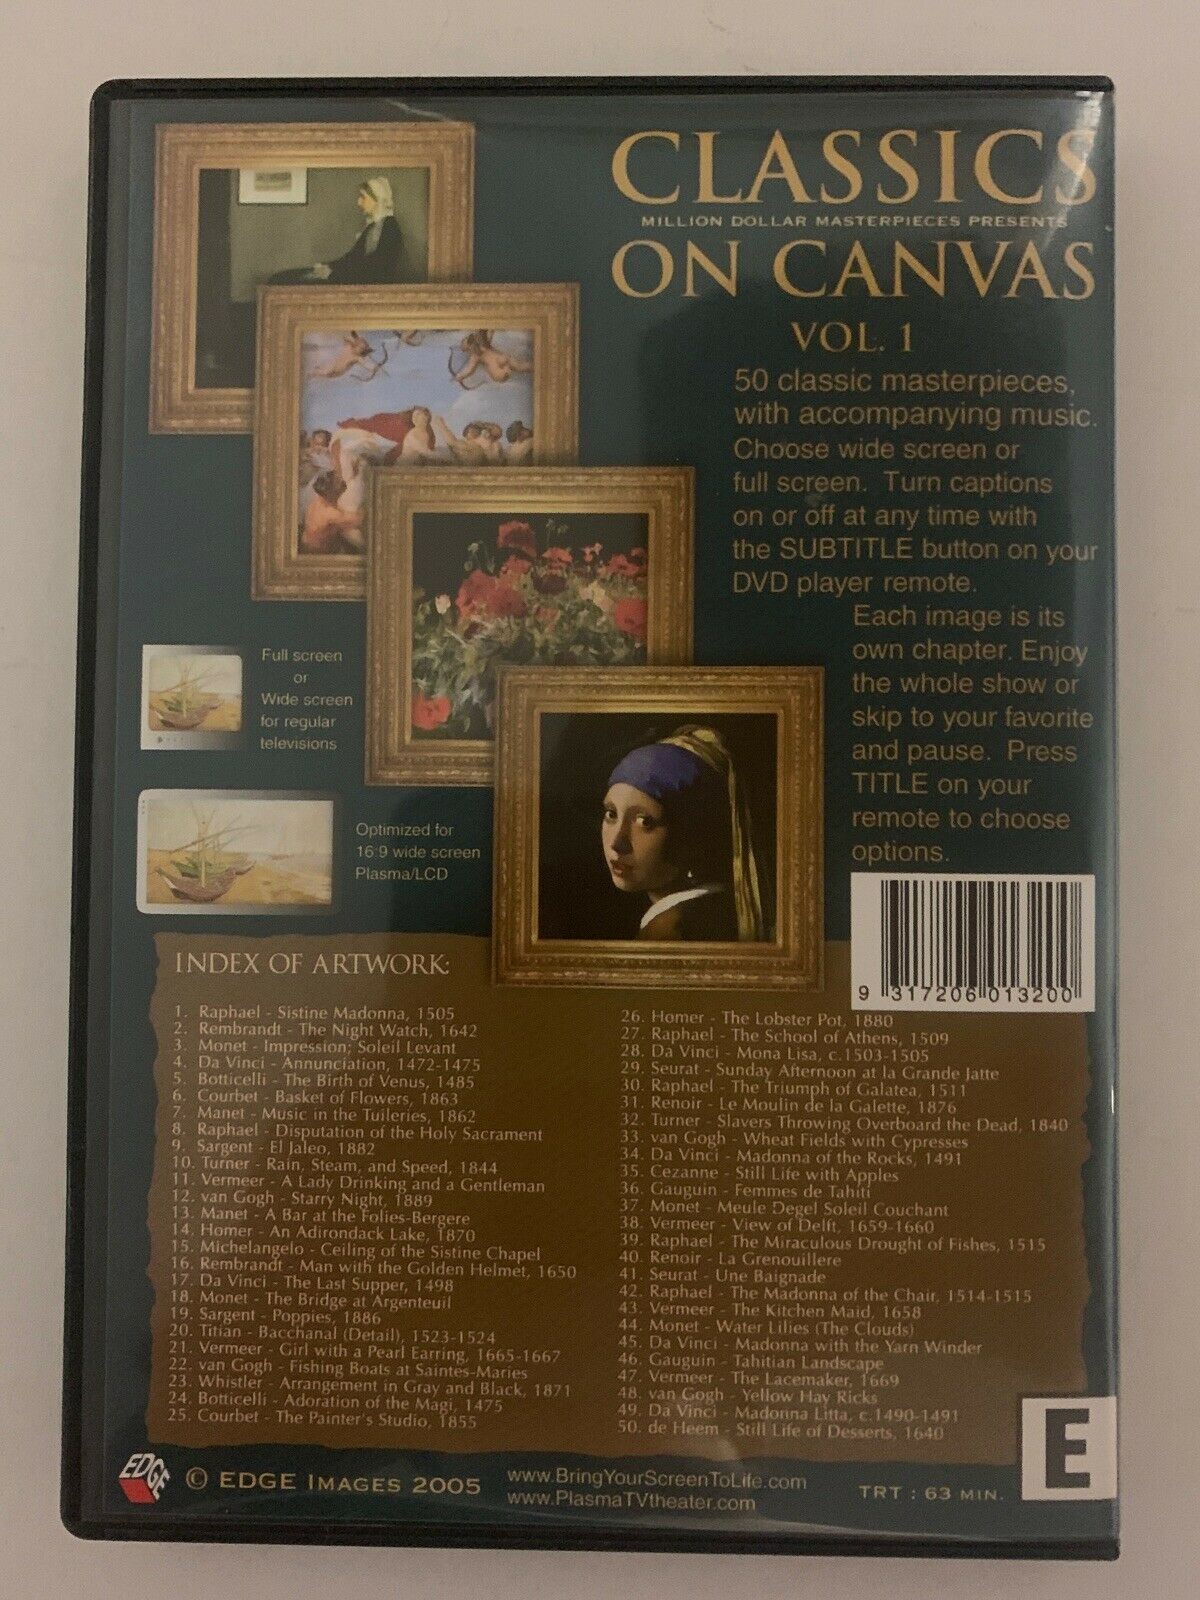 CLASSICS
MILLION DOLLAR MASTERPIECES PRESENTS
ON CANVAS
VOL. 1
50 classic masterpieces,
with accompanying music.
Choose wide screen or
full screen. Turn captions
on or off at any time with
the SUBTITLE button on your
DVD player remote.
Each image is its
own chapter. Enjoy
the whole show or
skip to your favorite
and pause. Press
TITLE on your
remote to choose
options.
Full screen
or
Wide screen
for regular
televisions
Optimized for
16:9 wide screen
Plasma/LCD
9 317206 013200
INDEX OF ARTWORK:
1. Raphael - Sistine Madonna, 1505
2. Rembrandt - The Night Watch, 1642
3. Monet - Impression; Soleil Levant
4. Da Vinci - Annunciation, 1472-1475
5. Botticelli - The Birth of Venus, 1485
6. Courbet - Basket of Flowers, 1863
7. Manet - Music in the Tuileries, 1862
8. Raphael - Disputation of the Holy Sacrament
9. Sargent - El Jaleo, 1882
10. Turner - Rain, Steam, and Speed, 1844
11. Vermeer - A Lady Drinking and a Gentleman
12. van Gogh - Starry Night, 1889
13. Manet - A Bar at the Folies-Bergere
14. Homer - An Adirondack Lake, 1870
15. Michelangelo - Ceiling of the Sistine Chapel
16. Rembrandt - Man with the Golden Helmet, 1650
17. Da Vinci - The Last Supper, 1498
18. Monet - The Bridge at Argenteuil
19. Sargent - Poppies, 1886
20. Titian - Bacchanal (Detail), 1523-1524
21. Vermeer - Girl with a Pearl Earring, 1665-1667
22. van Gogh - Fishing Boats at Saintes-Maries
23. Whistler - Arrangement in Gray and Black, 1871
24. Botticelli - Adoration of the Magi, 1475
25. Courbet - The Painter's Studio, 1855
26. Homer - The Lobster Pot, 1880
27. Raphael - The School of Athens, 1509
28. Da Vinci - Mona Lisa, c.1503-1505
29. Seurat - Sunday Afternoon at la Grande Jatte
30. Raphael - The Triumph of Galatea, 1511
31. Renoir - Le Moulin de la Galette, 1876
32. Turner - Slavers Throwing Overboard the Dead, 1840
33. van Gogh - Wheat Fields with Cypresses
34. Da Vinci - Madonna of the Rocks, 1491
35. Cezanne - Still Life with Apples
36. Gauguin - Femmes de Tahiti
37. Monet - Meule Degel Soleil Couchant
38. Vermeer - View of Delft, 1659-1660
39. Raphael - The Miraculous Drought of Fishes, 1515
40. Renoir - La Grenouillere
41. Seurat - Une Baignade
42. Raphael - The Madonna of the Chair, 1514-1515
43. Vermeer - The Kitchen Maid, 1658
44. Monet - Water Lilies (The Clouds)
45. Da Vinci - Madonna with the Yarn Winder
46. Gauguin - Tahitian Landscape
47. Vermeer - The Lacemaker, 1669
48. van Gogh - Yellow Hay Ricks
49. Da Vinci - Madonna Litta, c.1490-1491
50. de Heem - Still Life of Desserts, 1640
E
EDGE
© EDGE IMAGES 2005
www.BringYourScreenToLife.com
www.PlasmaTVtheater.com
TRT : 63 MIN.